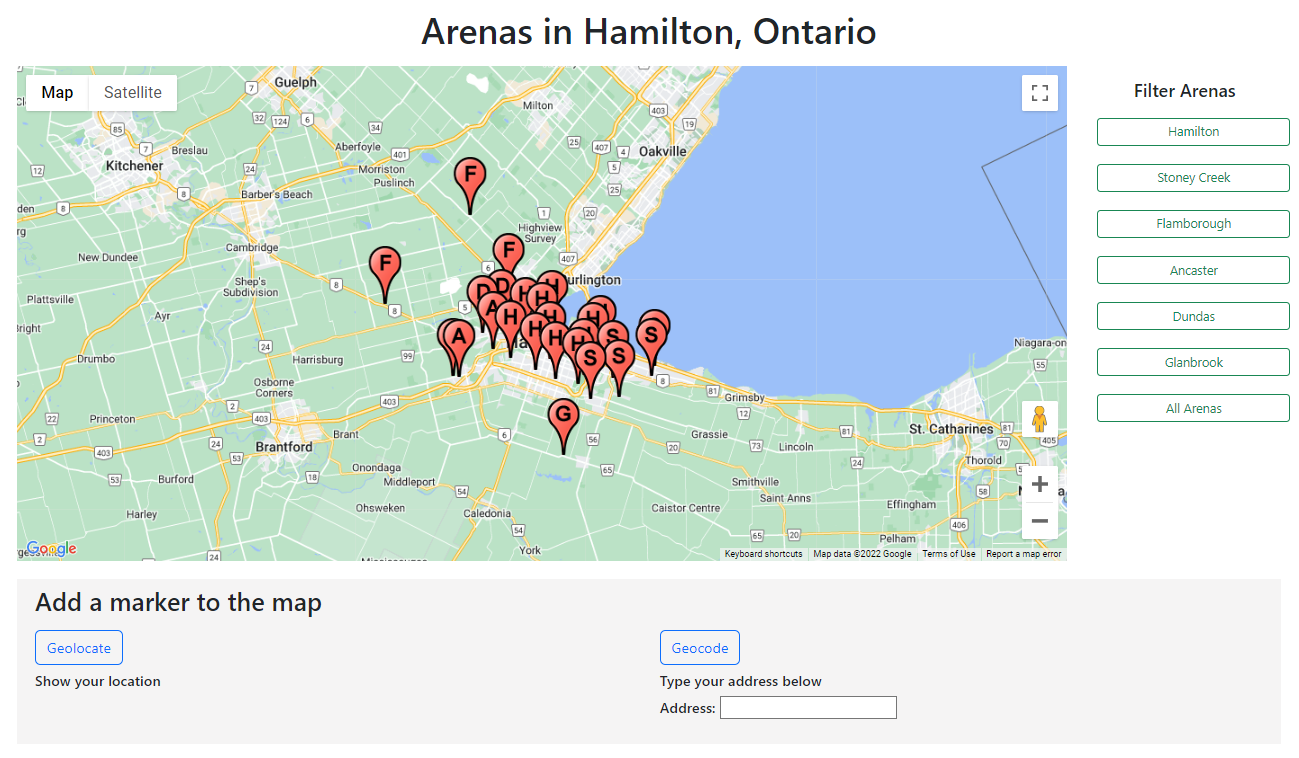 Arenas in Hamilton, Ontario
Map
Satellite
Guelph
Milton
Kitchener
Breslau
Aberfoyle
Morriston
Puslinch
Oakville
Barber's Beach
Highview
Survey
Cambridge
New Dundee
Shep's
Subdivision
Plattsville
Ayr
Drumbo
Harrisburg
Osborne
Corners
Princeton
Brantford
Brant
Onondaga
Middleport
Burford
Ohsweken
Harley
Caledonia
York
Grimsby
Grassie
Lincoln
Smithville
Saint Anns
Caistor Centre
St. Catharines
Thorold
Effingham
Pelham
Niagara-on
F
F
F
D
D
H
H
H
A
H
H
H
H
H
H
A
S
S
S
S
G
Google
Keyboard shortcuts
Map data ©2022 Google
Terms of Use
Report a map error
Filter Arenas
Hamilton
Stoney Creek
Flamborough
Ancaster
Dundas
Glanbrook
All Arenas
Add a marker to the map
Geolocate
Show your location
Geocode
Type your address below
Address: